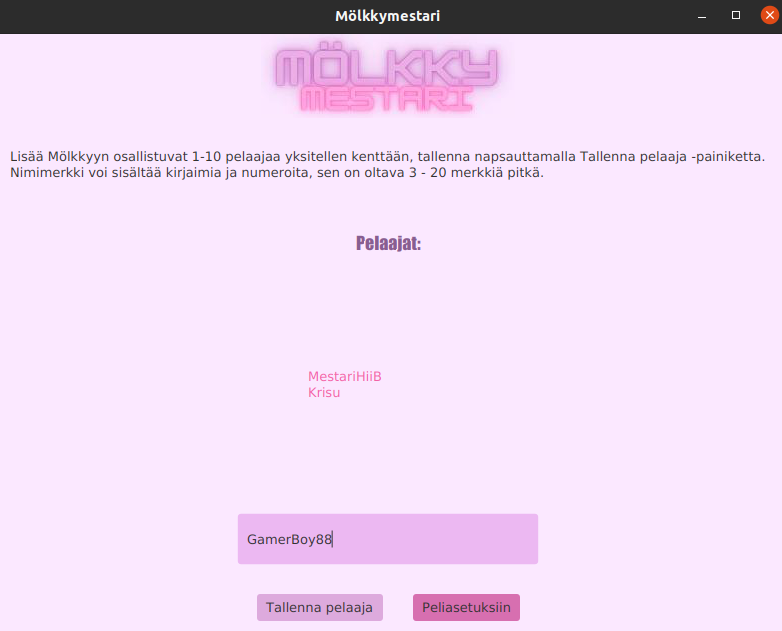 Mölkkymestari
MÖLKKY
MESTARI
Lisää Mölkkyyn osallistuvat 1-10 pelaajaa yksitellen kenttään, tallenna napsauttamalla Tallenna pelaaja -painiketta.
Nimimerkki voi sisältää kirjaimia ja numeroita, sen on oltava 3 - 20 merkkiä pitkä.
Pelaajat:
MestariHiiB
Krisu
GamerBoy88
Tallenna pelaaja
Peliasetuksiin